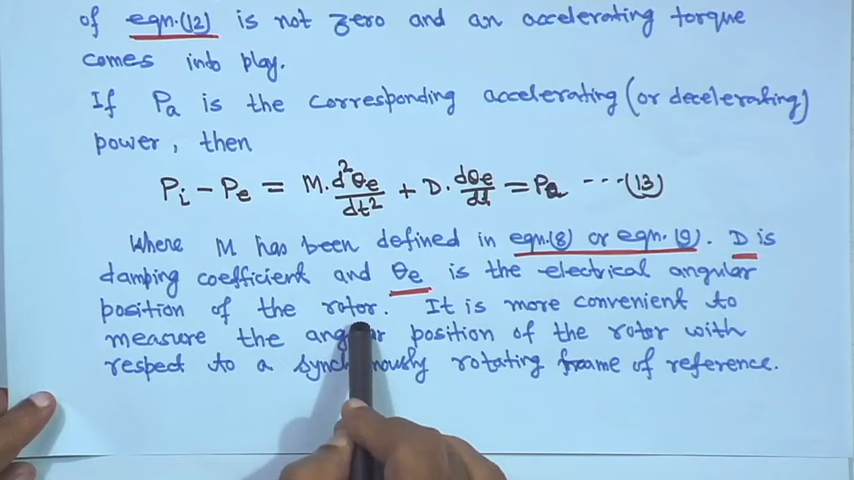 of eqn.(12) is not zero and an accelerating torque
comes into play.
If Pa is the corresponding accelerating (or decelerating)
power, then
Pi - Pe = M. d²θe/dt² + D. dθe/dt = Pa ---(13)
Where M has been defined in eqn.(8) or eqn.(9). D is
damping coefficient and θe is the electrical angular
position of the rotor. It is more convenient to
measure the angular position of the rotor with
respect to a synchronously rotating frame of reference.